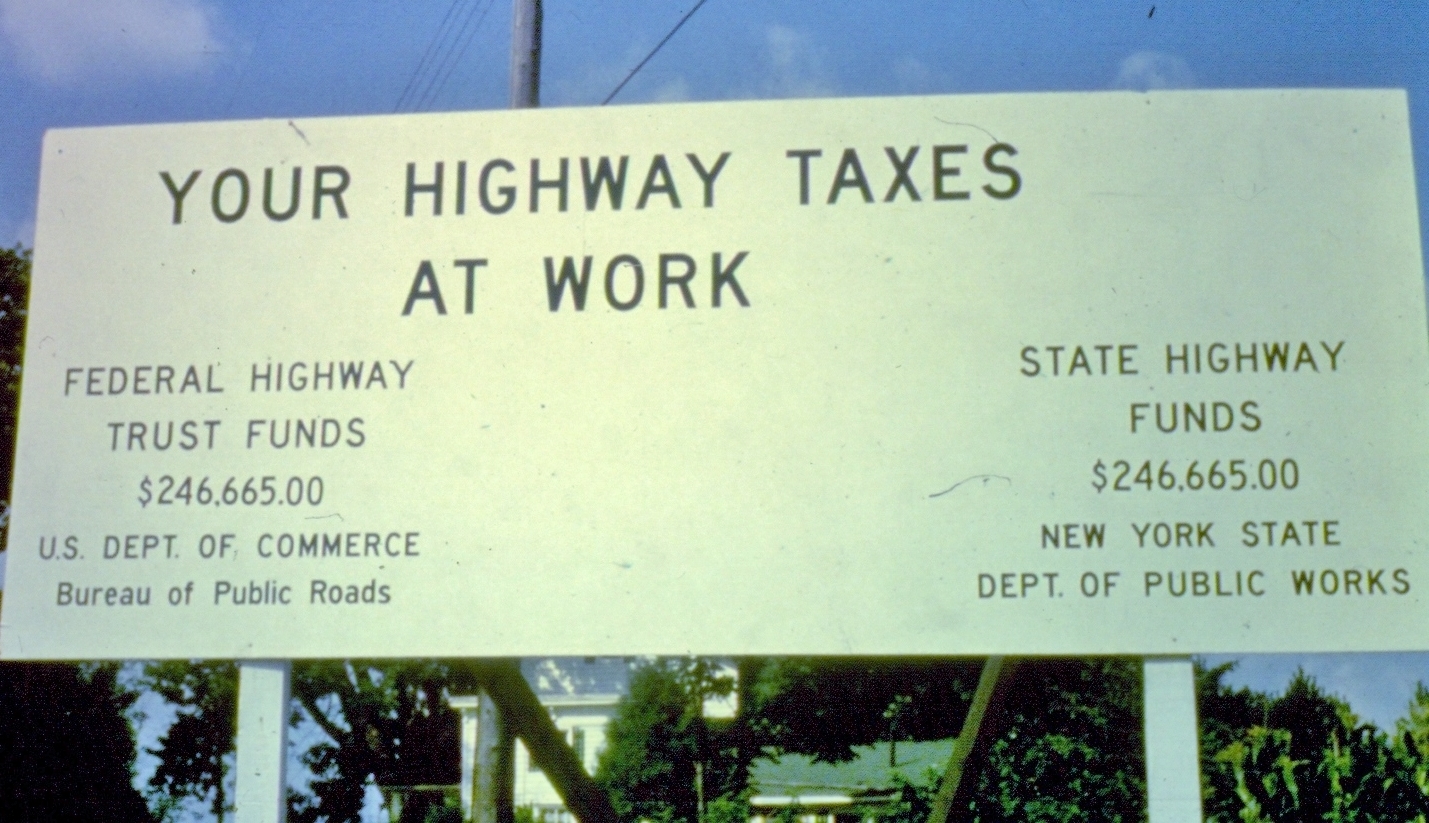 YOUR HIGHWAY TAXES
AT WORK
FEDERAL HIGHWAY
TRUST FUNDS
$246,665.00
U.S. DEPT. OF COMMERCE
Bureau of Public Roads
STATE HIGHWAY
FUNDS
$246,665.00
NEW YORK STATE
DEPT. OF PUBLIC WORKS